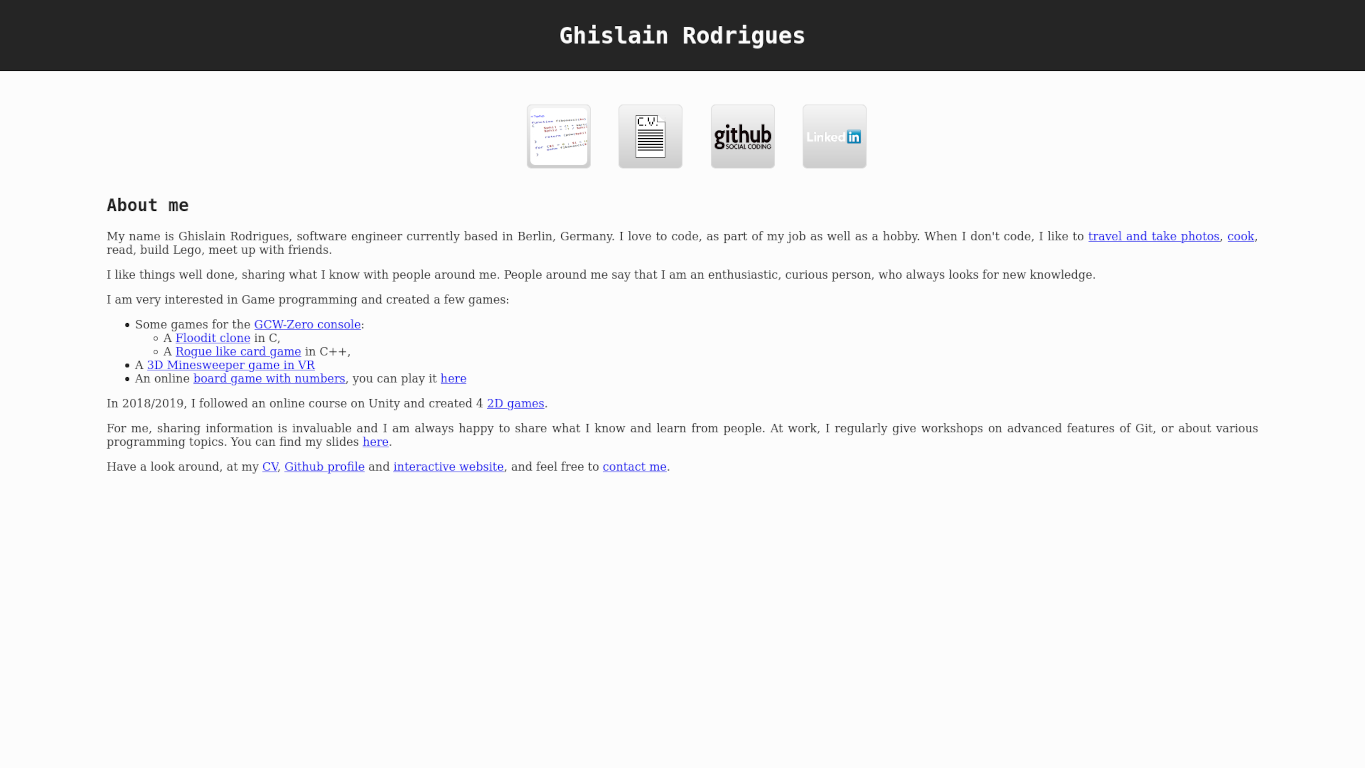 Ghislain Rodrigues
C.V.
github
SOCIAL CODING
Linked in
About me
My name is Ghislain Rodrigues, software engineer currently based in Berlin, Germany. I love to code, as part of my job as well as a hobby. When I don't code, I like to travel and take photos, cook,
read, build Lego, meet up with friends.
I like things well done, sharing what I know with people around me. People around me say that I am an enthusiastic, curious person, who always looks for new knowledge.
I am very interested in Game programming and created a few games:
Some games for the GCW-Zero console:
A Floodit clone in C,
A Rogue like card game in C++,
A 3D Minesweeper game in VR
An online board game with numbers, you can play it here
In 2018/2019, I followed an online course on Unity and created 4 2D games.
For me, sharing information is invaluable and I am always happy to share what I know and learn from people. At work, I regularly give workshops on advanced features of Git, or about various
programming topics. You can find my slides here.
Have a look around, at my CV, Github profile and interactive website, and feel free to contact me.